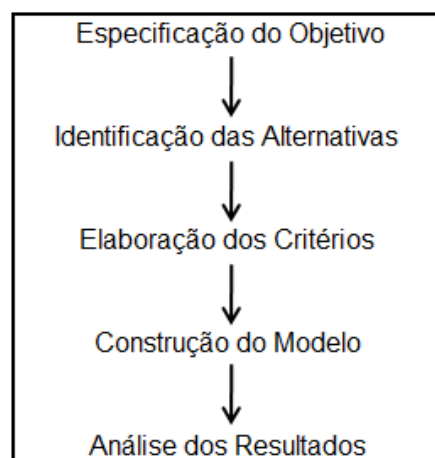 Especificação do Objetivo
Identificação das Alternativas
Elaboração dos Critérios
Construção do Modelo
Análise dos Resultados